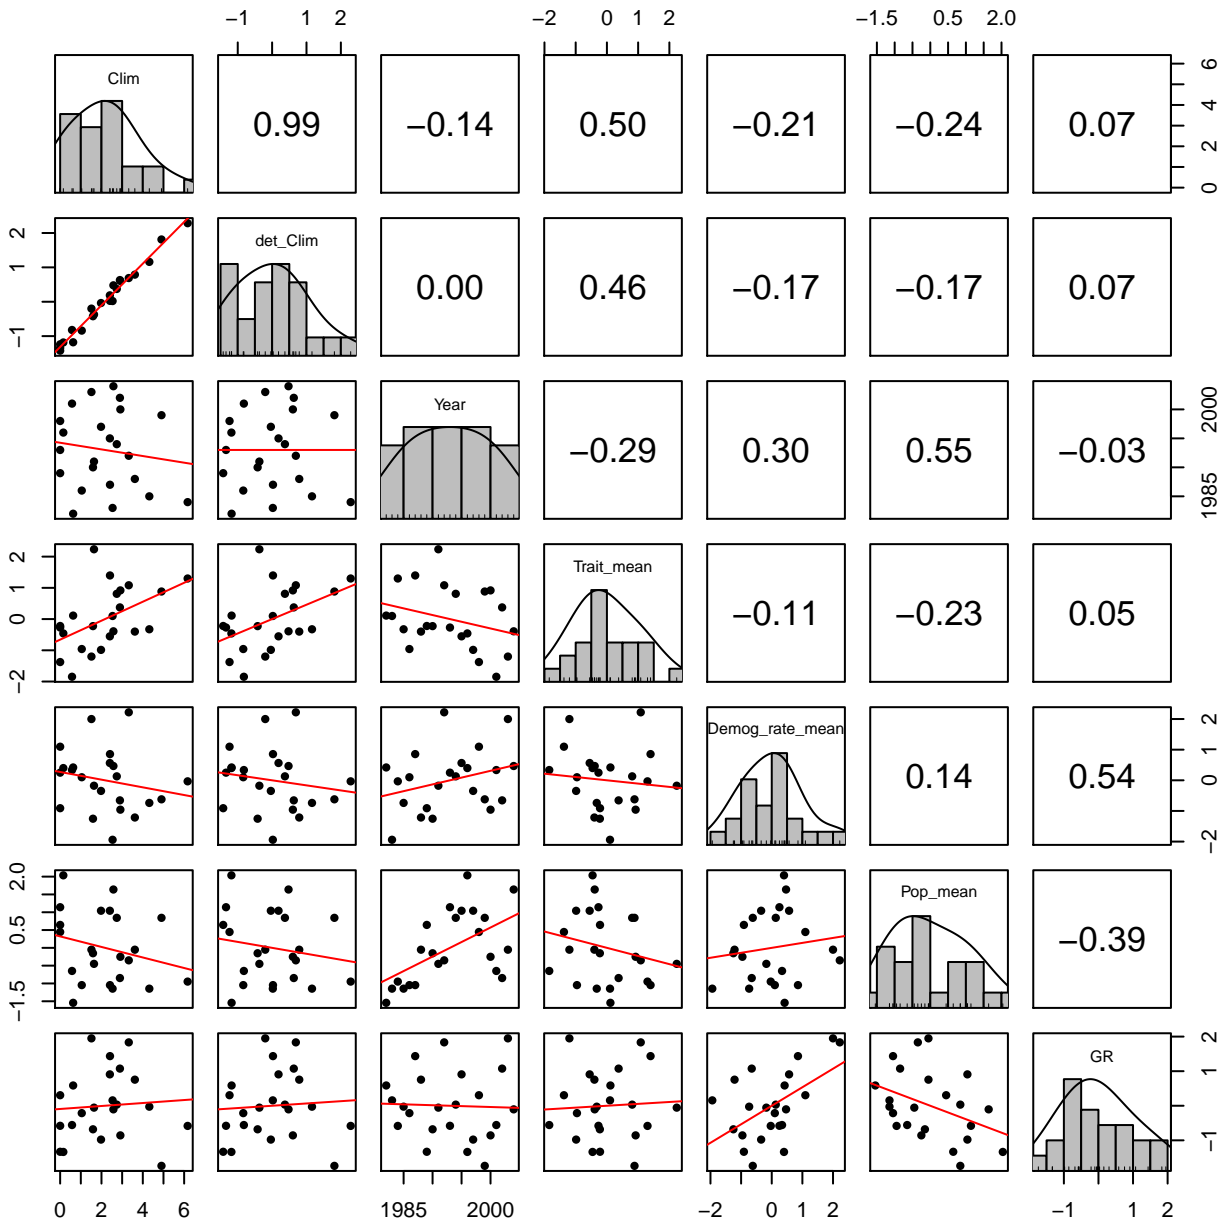 −1 1 2 −2 0 1 2 −1.5 0.5 2.0
Clim 0.99 −0.14 0.50 −0.21 −0.24 0.07 0 2 4 6
−1 1 2 det_Clim 0.00 0.46 −0.17 −0.17 0.07
Year −0.29 0.30 0.55 −0.03 1985 2000
−2 0 1 2 Trait_mean −0.11 −0.23 0.05
Demog_rate_mean 0.14 0.54 −2 0 1 2
−1.5 0.5 2.0 Pop_mean −0.39
GR −1 1 2
0 2 4 6 1985 2000 −2 0 1 2 −1 1 2